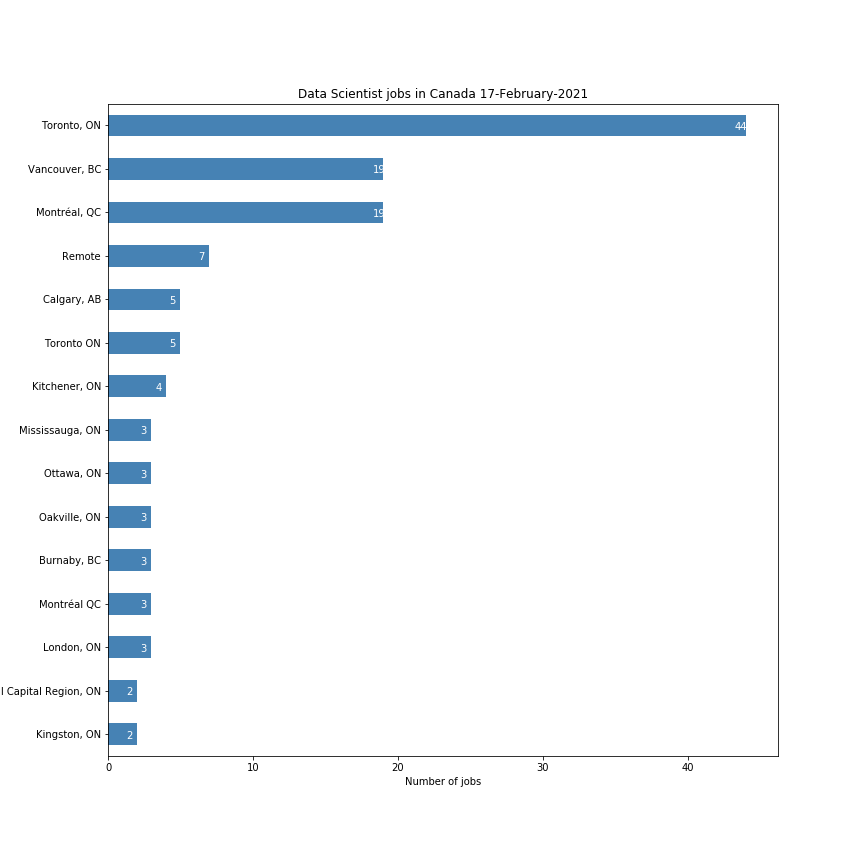 Data Scientist jobs in Canada 17-February-2021
Toronto, ON 44
Vancouver, BC 19
Montréal, QC 19
Remote 7
Calgary, AB 5
Toronto ON 5
Kitchener, ON 4
Mississauga, ON 3
Ottawa, ON 3
Oakville, ON 3
Burnaby, BC 3
Montréal QC 3
London, ON 3
l Capital Region, ON 2
Kingston, ON 2
0 10 20 30 40
Number of jobs